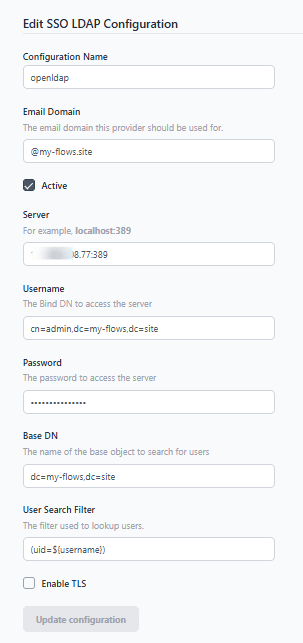 Edit SSO LDAP Configuration
Configuration Name
openldap
Email Domain
The email domain this provider should be used for.
@my-flows.site
Active
Server
For example, localhost:389
8.77:389
Username
The Bind DN to access the server
cn=admin,dc=my-flows,dc=site
Password
The password to access the server
•••••••••••••••
Base DN
The name of the base object to search for users
dc=my-flows,dc=site
User Search Filter
The filter used to lookup users.
(uid=${username})
Enable TLS
Update configuration